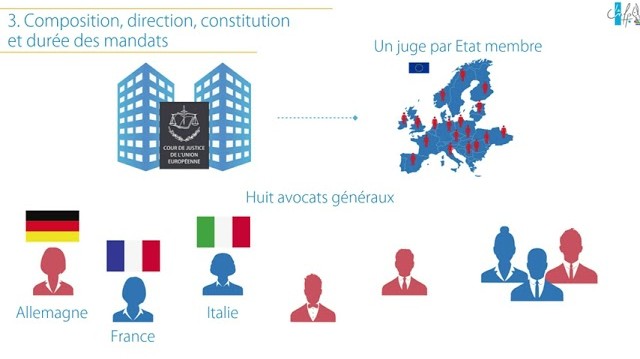 3. Composition, direction, constitution
et durée des mandats
Un juge par Etat membre
COUR DE JUSTICE
DE L'UNION
EUROPÉENNE
Huit avocats généraux
Allemagne
France
Italie